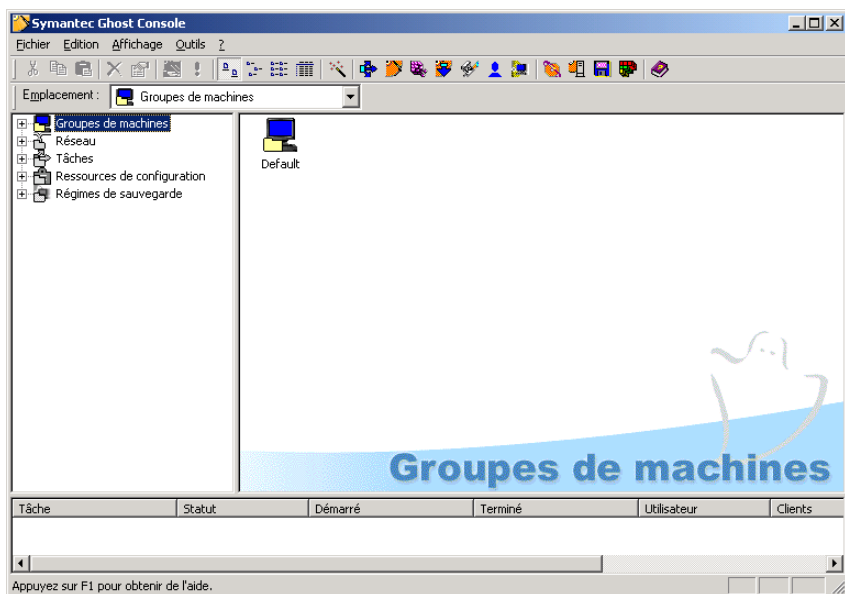 Symantec Ghost Console
Fichier Edition Affichage Outils ?
Emplacement : Groupes de machines
Groupes de machines
Réseau
Tâches
Ressources de configuration
Régimes de sauvegarde
Default
Groupes de machines
Tâche Statut Démarré Terminé Utilisateur Clients
Appuyez sur F1 pour obtenir de l'aide.